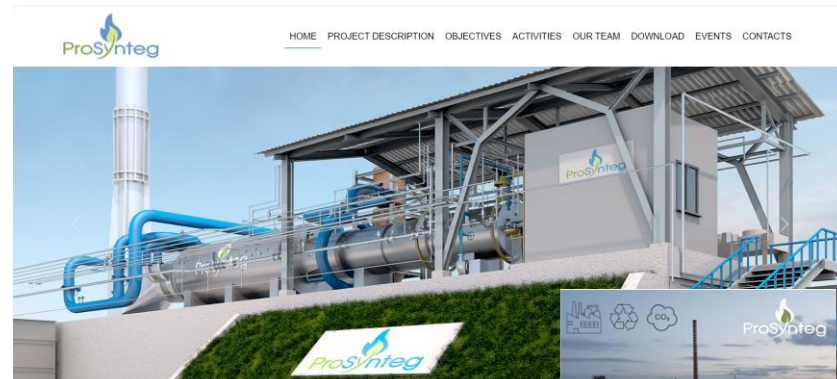 ProSynteg
HOME PROJECT DESCRIPTION OBJECTIVES ACTIVITIES OUR TEAM DOWNLOAD EVENTS CONTACTS
ProSynteg
ProSynteg
ProSynteg
CO₂
ProSynteg